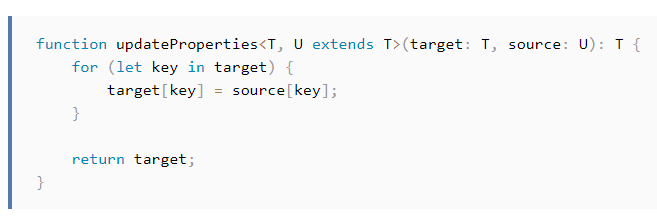 function updateProperties<T, U extends T>(target: T, source: U): T {
    for (let key in target) {
        target[key] = source[key];
    }

    return target;
}